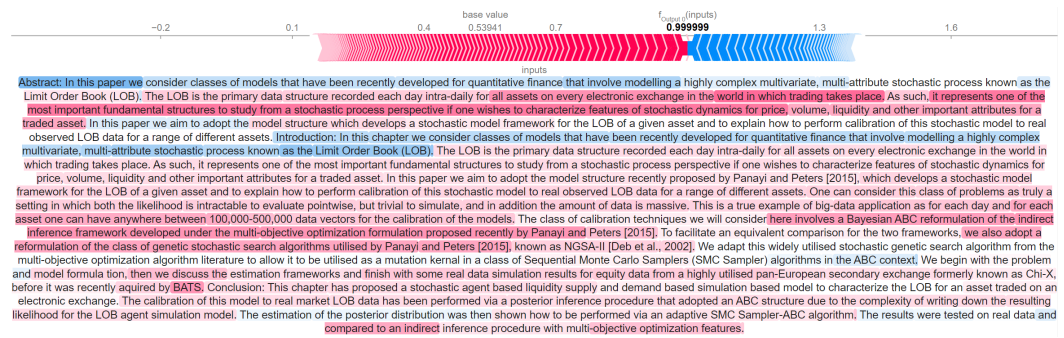 base value
f Output 0(inputs)
−0.2 0.1 0.4 0.53941 0.7 0.999999 1.3 1.6
inputs
Abstract: In this paper we consider classes of models that have been recently developed for quantitative finance that involve modelling a highly complex multivariate, multi-attribute stochastic process known as the
Limit Order Book (LOB). The LOB is the primary data structure recorded each day intra-daily for all assets on every electronic exchange in the world in which trading takes place. As such, it represents one of the
most important fundamental structures to study from a stochastic process perspective if one wishes to characterize features of stochastic dynamics for price, volume, liquidity and other important attributes for a
traded asset. In this paper we aim to adopt the model structure which develops a stochastic model framework for the LOB of a given asset and to explain how to perform calibration of this stochastic model to real
observed LOB data for a range of different assets. Introduction: In this chapter we consider classes of models that have been recently developed for quantitative finance that involve modelling a highly complex
multivariate, multi-attribute stochastic process known as the Limit Order Book (LOB). The LOB is the primary data structure recorded each day intra-daily for all assets on every electronic exchange in the world in
which trading takes place. As such, it represents one of the most important fundamental structures to study from a stochastic process perspective if one wishes to characterize features of stochastic dynamics for
price, volume, liquidity and other important attributes for a traded asset. In this paper we aim to adopt the model structure recently proposed by Panayi and Peters [2015], which develops a stochastic model
framework for the LOB of a given asset and to explain how to perform calibration of this stochastic model to real observed LOB data for a range of different assets. One can consider this class of problems as truly a
setting in which both the likelihood is intractable to evaluate pointwise, but trivial to simulate, and in addition the amount of data is massive. This is a true example of big-data application as for each day and for each
asset one can have anywhere between 100,000-500,000 data vectors for the calibration of the models. The class of calibration techniques we will consider here involves a Bayesian ABC reformulation of the indirect
inference framework developed under the multi-objective optimization formulation proposed recently by Panayi and Peters [2015]. To facilitate an equivalent comparison for the two frameworks, we also adopt a
reformulation of the class of genetic stochastic search algorithms utilised by Panayi and Peters [2015], known as NGSA-II [Deb et al., 2002]. We adapt this widely utilised stochastic genetic search algorithm from the
multi-objective optimization algorithm literature to allow it to be utilised as a mutation kernel in a class of Sequential Monte Carlo Samplers (SMC Sampler) algorithms in the ABC context. We begin with the problem
and model formulation, then we discuss the estimation frameworks and finish with some real data simulation results for equity data from a highly utilised pan-European secondary exchange formerly known as Chi-X,
before it was recently aquired by BATS. Conclusion: This chapter has proposed a stochastic agent based liquidity supply and demand based simulation based model to characterize the LOB for an asset traded on an
electronic exchange. The calibration of this model to real market LOB data has been performed via a posterior inference procedure that adopted an ABC structure due to the complexity of writing down the resulting
likelihood for the LOB agent simulation model. The estimation of the posterior distribution was then shown how to be performed via an adaptive SMC Sampler-ABC algorithm. The results were tested on real data and
compared to an indirect inference procedure with multi-objective optimization features.